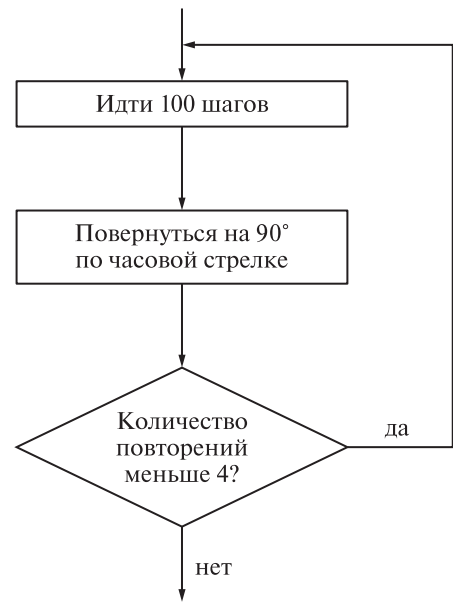 Идти 100 шагов
Повернуться на 90°
по часовой стрелке
Количество
повторений
меньше 4?
да
нет